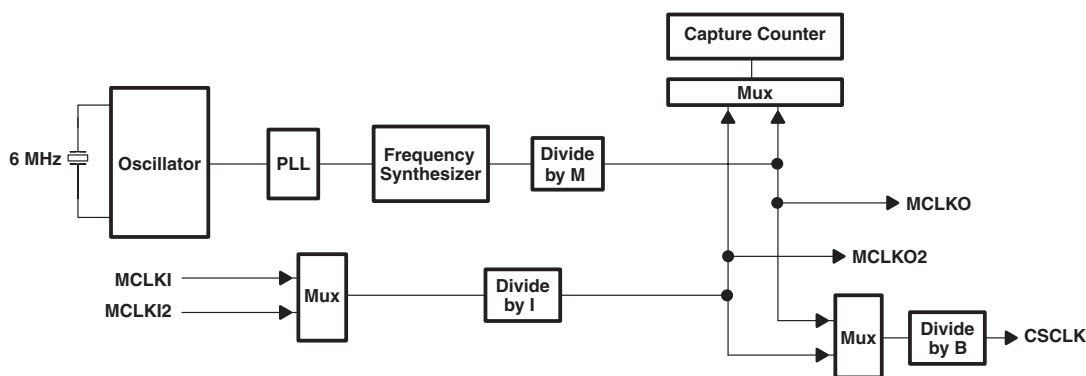 Capture Counter
Mux
6 MHz
Oscillator
PLL
Frequency
Synthesizer
Divide
by M
MCLKO
MCLKO2
MCLKI
MCLKI2
Mux
Divide
by I
Mux
Divide
by B
CSCLK